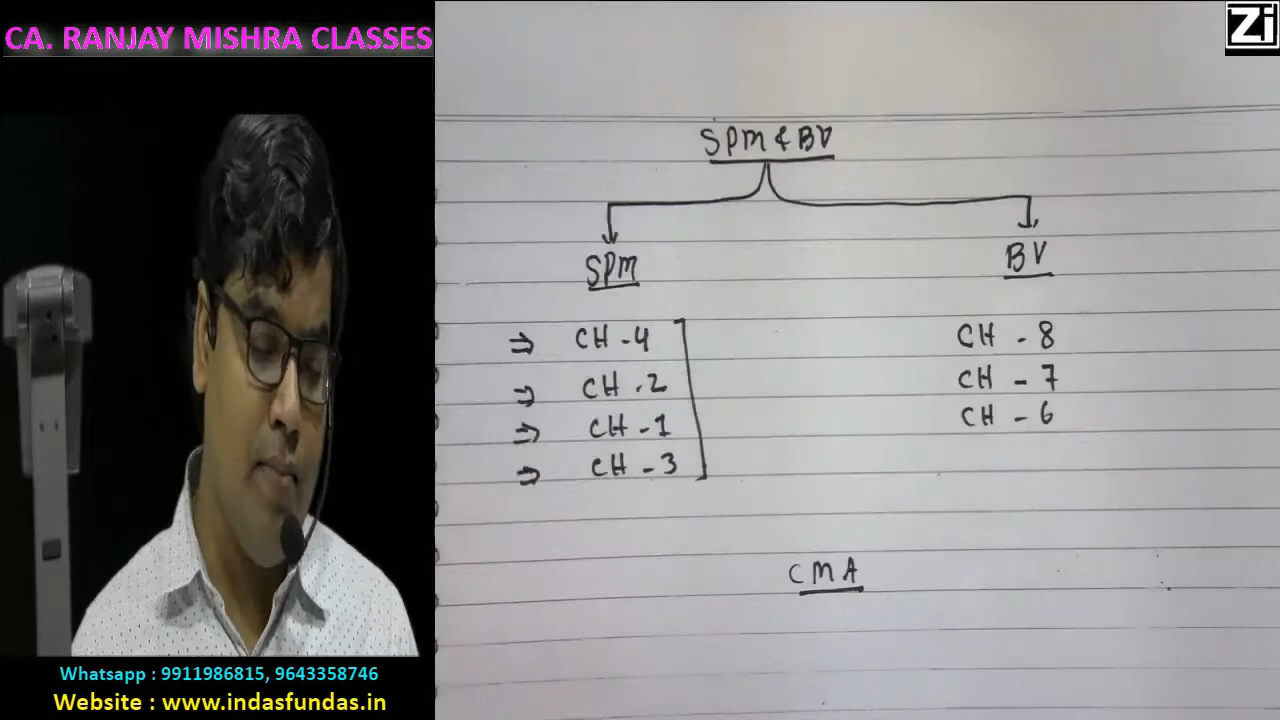 CA. RANJAY MISHRA CLASSES
Zi
SPM & BV
SPM
BV
⇒ CH - 4
⇒ CH - 2
⇒ CH - 1
⇒ CH - 3
CH - 8
CH - 7
CH - 6
CMA
Whatsapp : 9911986815, 9643358746
Website : www.indasfundas.in